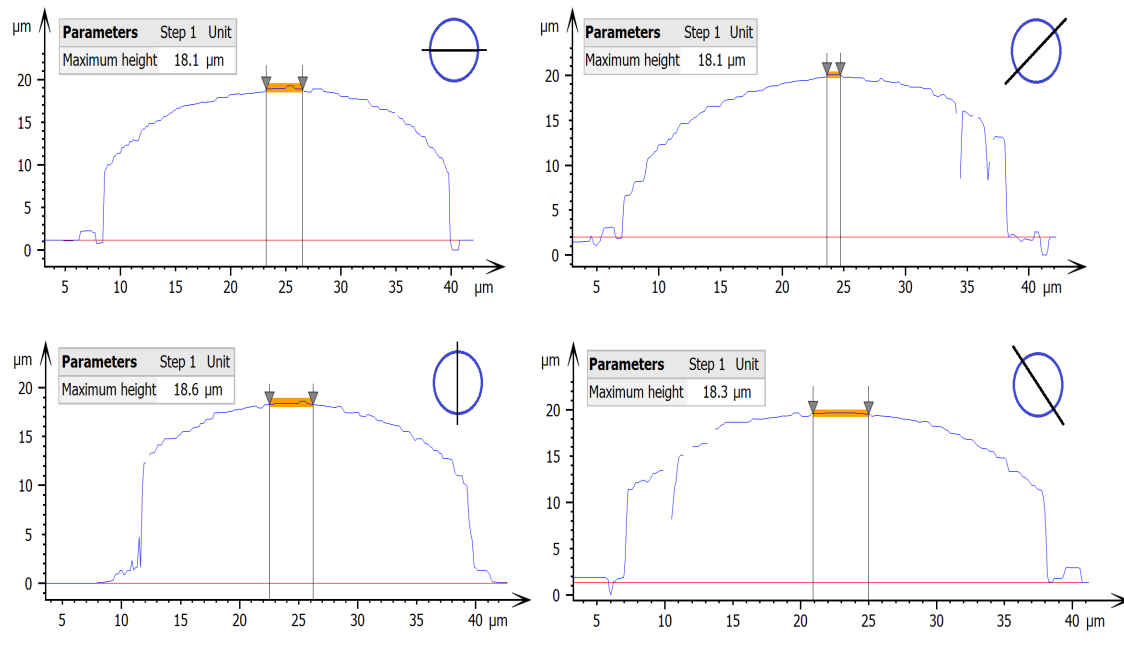 µm
Parameters Step 1 Unit
Maximum height 18.1 µm
20
15
10
5
0
5 10 15 20 25 30 35 40 µm
µm
Parameters Step 1 Unit
Maximum height 18.1 µm
20
15
10
5
0
5 10 15 20 25 30 35 40 µm
µm
Parameters Step 1 Unit
Maximum height 18.6 µm
20
15
10
5
0
5 10 15 20 25 30 35 40 µm
µm
Parameters Step 1 Unit
Maximum height 18.3 µm
20
15
10
5
0
5 10 15 20 25 30 35 40 µm